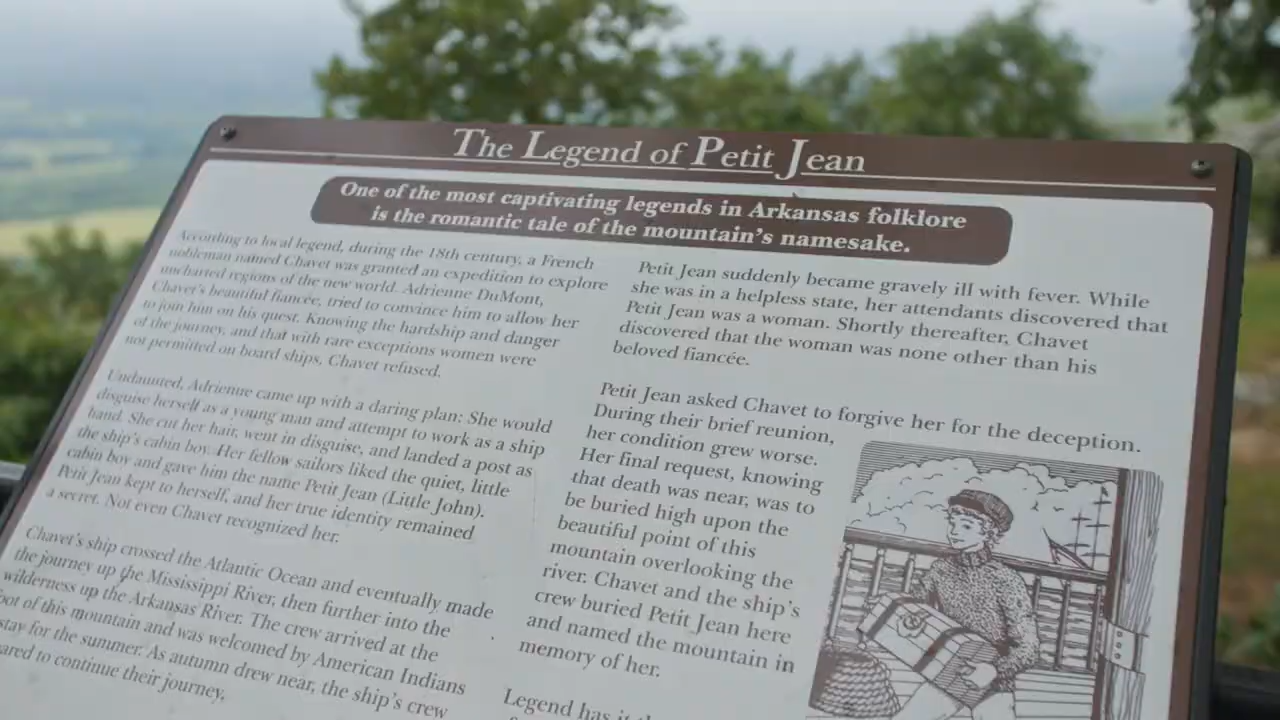 The Legend of Petit Jean
One of the most captivating legends in Arkansas folklore
is the romantic tale of the mountain's namesake.
According to local legend, during the 18th century, a French
nobleman named Chavet was granted an expedition to explore
uncharted regions of the new world. Adrienne DuMont,
Chavet's beautiful fiancée, tried to convince him to allow her
to join him on his quest. Knowing the hardship and danger
of the journey, and that with rare exceptions women were
not permitted on board ships, Chavet refused.
Undaunted, Adrienne came up with a daring plan: She would
disguise herself as a young man and attempt to work as a ship
hand. She cut her hair, went in disguise, and landed a post as
the ship's cabin boy. Her fellow sailors liked the quiet, little
cabin boy and gave him the name Petit Jean (Little John).
Petit Jean kept to herself, and her true identity remained
a secret. Not even Chavet recognized her.
Chavet's ship crossed the Atlantic Ocean and eventually made
the journey up the Mississippi River, then further into the
wilderness up the Arkansas River. The crew arrived at the
of this mountain and was welcomed by American Indians
stay for the summer. As autumn drew near, the ship's crew
to continue their journey.
Petit Jean suddenly became gravely ill with fever. While
she was in a helpless state, her attendants discovered that
Petit Jean was a woman. Shortly thereafter, Chavet
discovered that the woman was none other than his
beloved fiancée.
Petit Jean asked Chavet to forgive her for the deception.
During their brief reunion,
her condition grew worse.
Her final request, knowing
that death was near, was to
be buried high upon the
beautiful point of this
mountain overlooking the
river. Chavet and the ship's
crew buried Petit Jean here
and named the mountain in
memory of her.
Legend has it